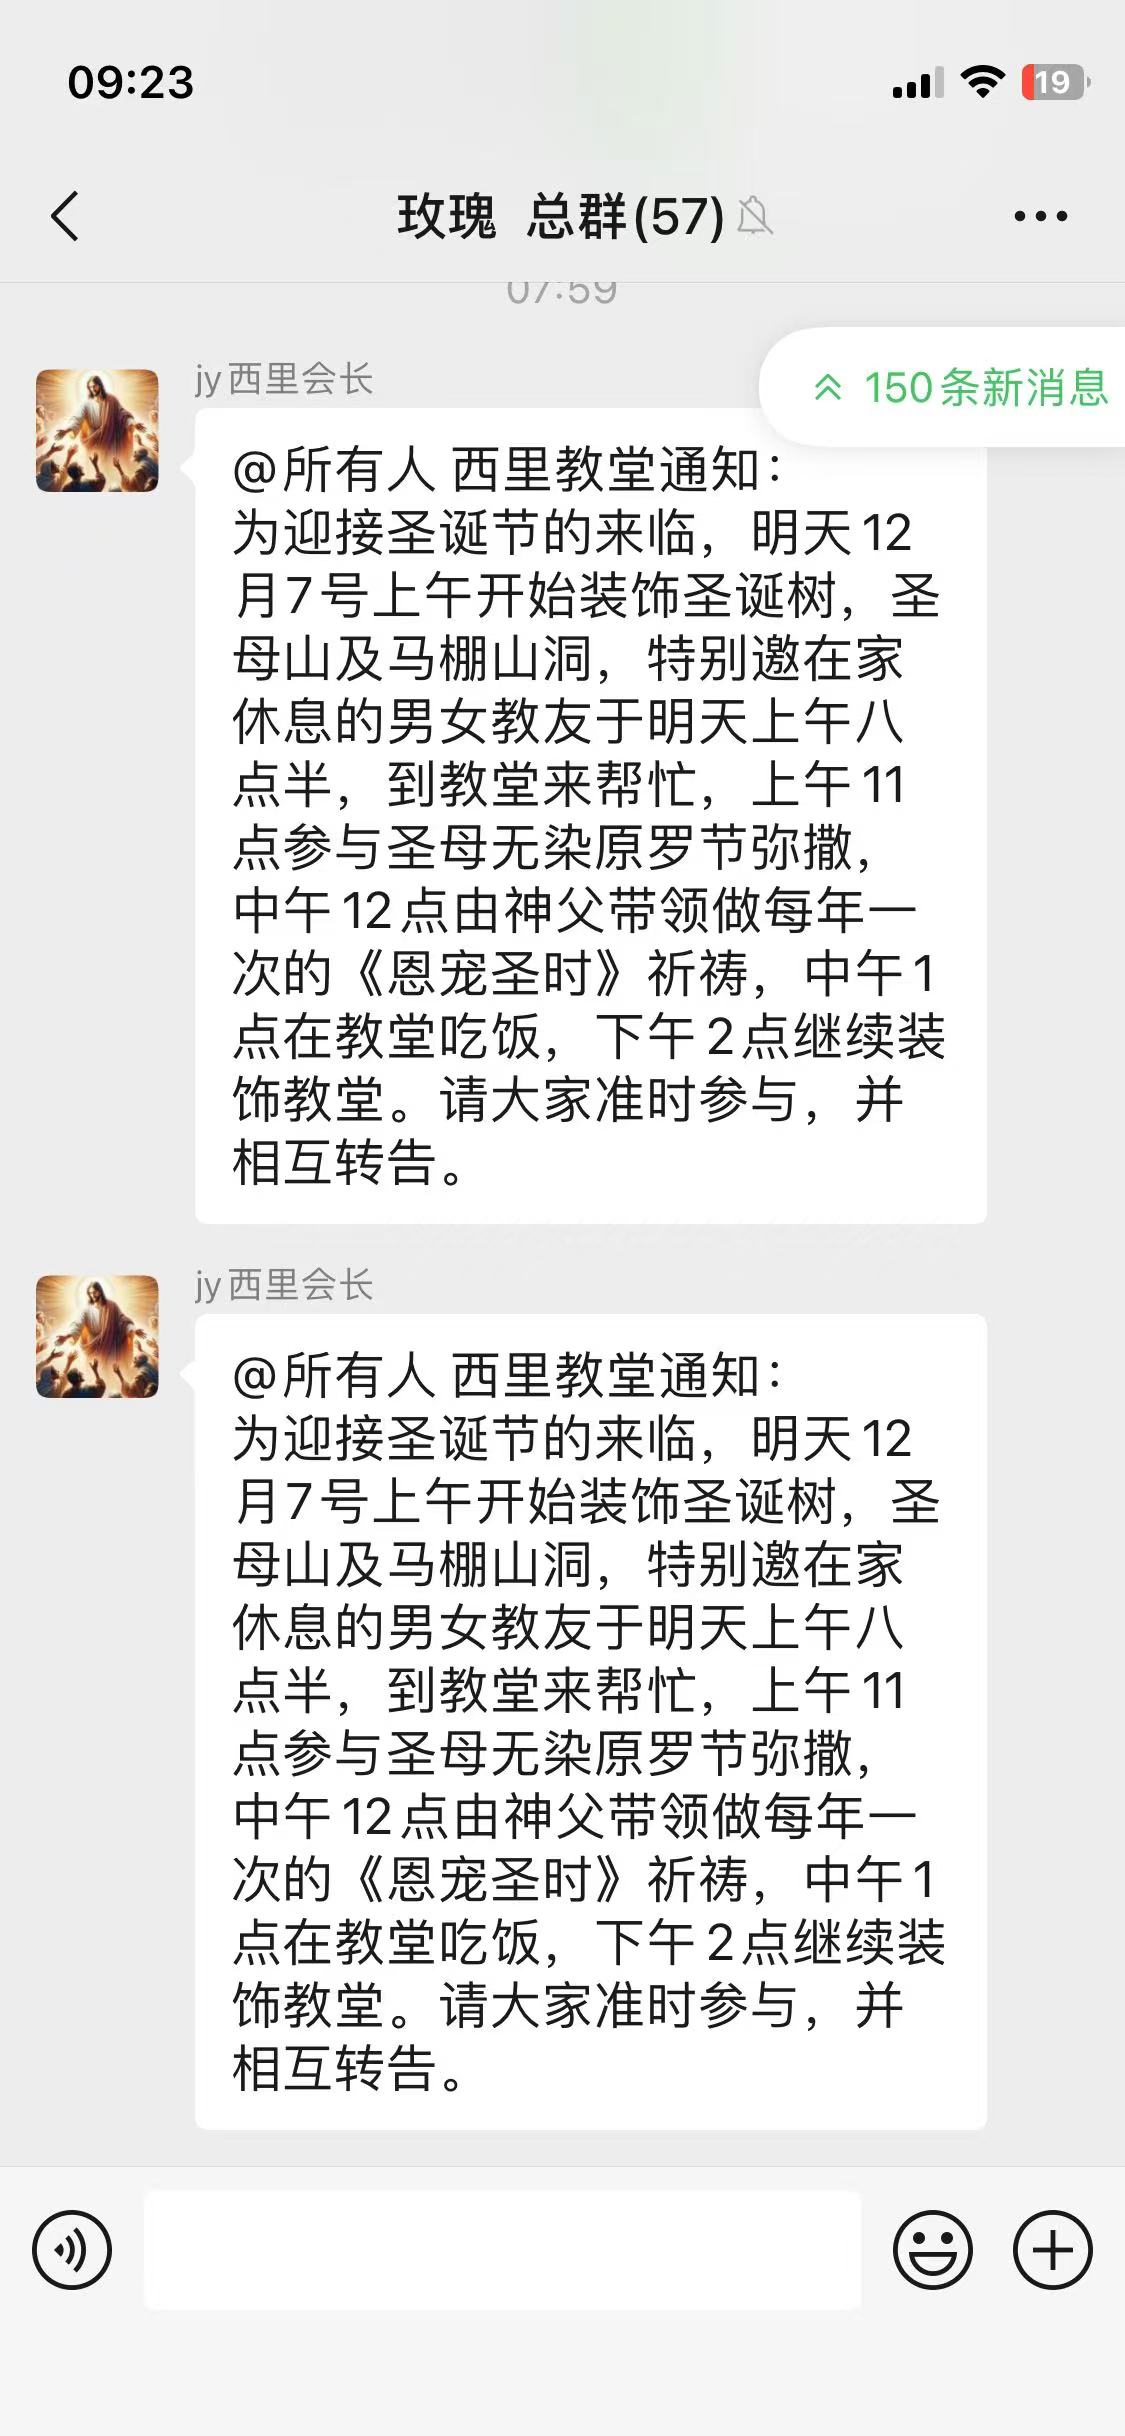 09:23
19
玫瑰 总群(57)
07:59
jy西里会长
150条新消息
@所有人 西里教堂通知：
为迎接圣诞节的来临，明天12
月7号上午开始装饰圣诞树，圣
母山及马棚山洞，特别邀在家
休息的男女教友于明天上午八
点半，到教堂来帮忙，上午11
点参与圣母无染原罗节弥撒，
中午12点由神父带领做每年一
次的《恩宠圣时》祈祷，中午1
点在教堂吃饭，下午2点继续装
饰教堂。请大家准时参与，并
相互转告。
jy西里会长
@所有人 西里教堂通知：
为迎接圣诞节的来临，明天12
月7号上午开始装饰圣诞树，圣
母山及马棚山洞，特别邀在家
休息的男女教友于明天上午八
点半，到教堂来帮忙，上午11
点参与圣母无染原罗节弥撒，
中午12点由神父带领做每年一
次的《恩宠圣时》祈祷，中午1
点在教堂吃饭，下午2点继续装
饰教堂。请大家准时参与，并
相互转告。